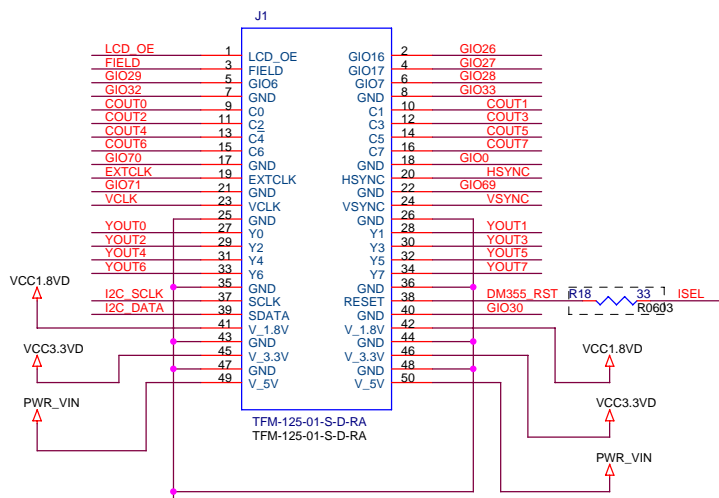 J1
LCD_OE 1 LCD_OE GIO16 2 GIO26
FIELD 3 FIELD GIO17 4 GIO27
GIO29 5 GIO6 GIO7 6 GIO28
GIO32 7 GND GND 8 GIO33
COUT0 9 C0 C1 10 COUT1
COUT2 11 C2 C3 12 COUT3
COUT4 13 C4 C5 14 COUT5
COUT6 15 C6 C7 16 COUT7
GIO70 17 GND GND 18 GIO0
EXTCLK 19 EXTCLK HSYNC 20 HSYNC
GIO71 21 GND GND 22 GIO69
VCLK 23 VCLK VSYNC 24 VSYNC
25 GND GND 26
YOUT0 27 Y0 Y1 28 YOUT1
YOUT2 29 Y2 Y3 30 YOUT3
YOUT4 31 Y4 Y5 32 YOUT5
YOUT6 33 Y6 Y7 34 YOUT7
35 GND GND 36
I2C_SCLK 37 SCLK RESET 38 DM355_RST R18 33 ISEL
I2C_DATA 39 SDATA GND 40 GIO30 R0603
VCC1.8VD 41 V_1.8V V_1.8V 42 VCC1.8VD
43 GND GND 44
VCC3.3VD 45 V_3.3V V_3.3V 46 VCC3.3VD
47 GND GND 48
PWR_VIN 49 V_5V V_5V 50 PWR_VIN
TFM-125-01-S-D-RA
TFM-125-01-S-D-RA